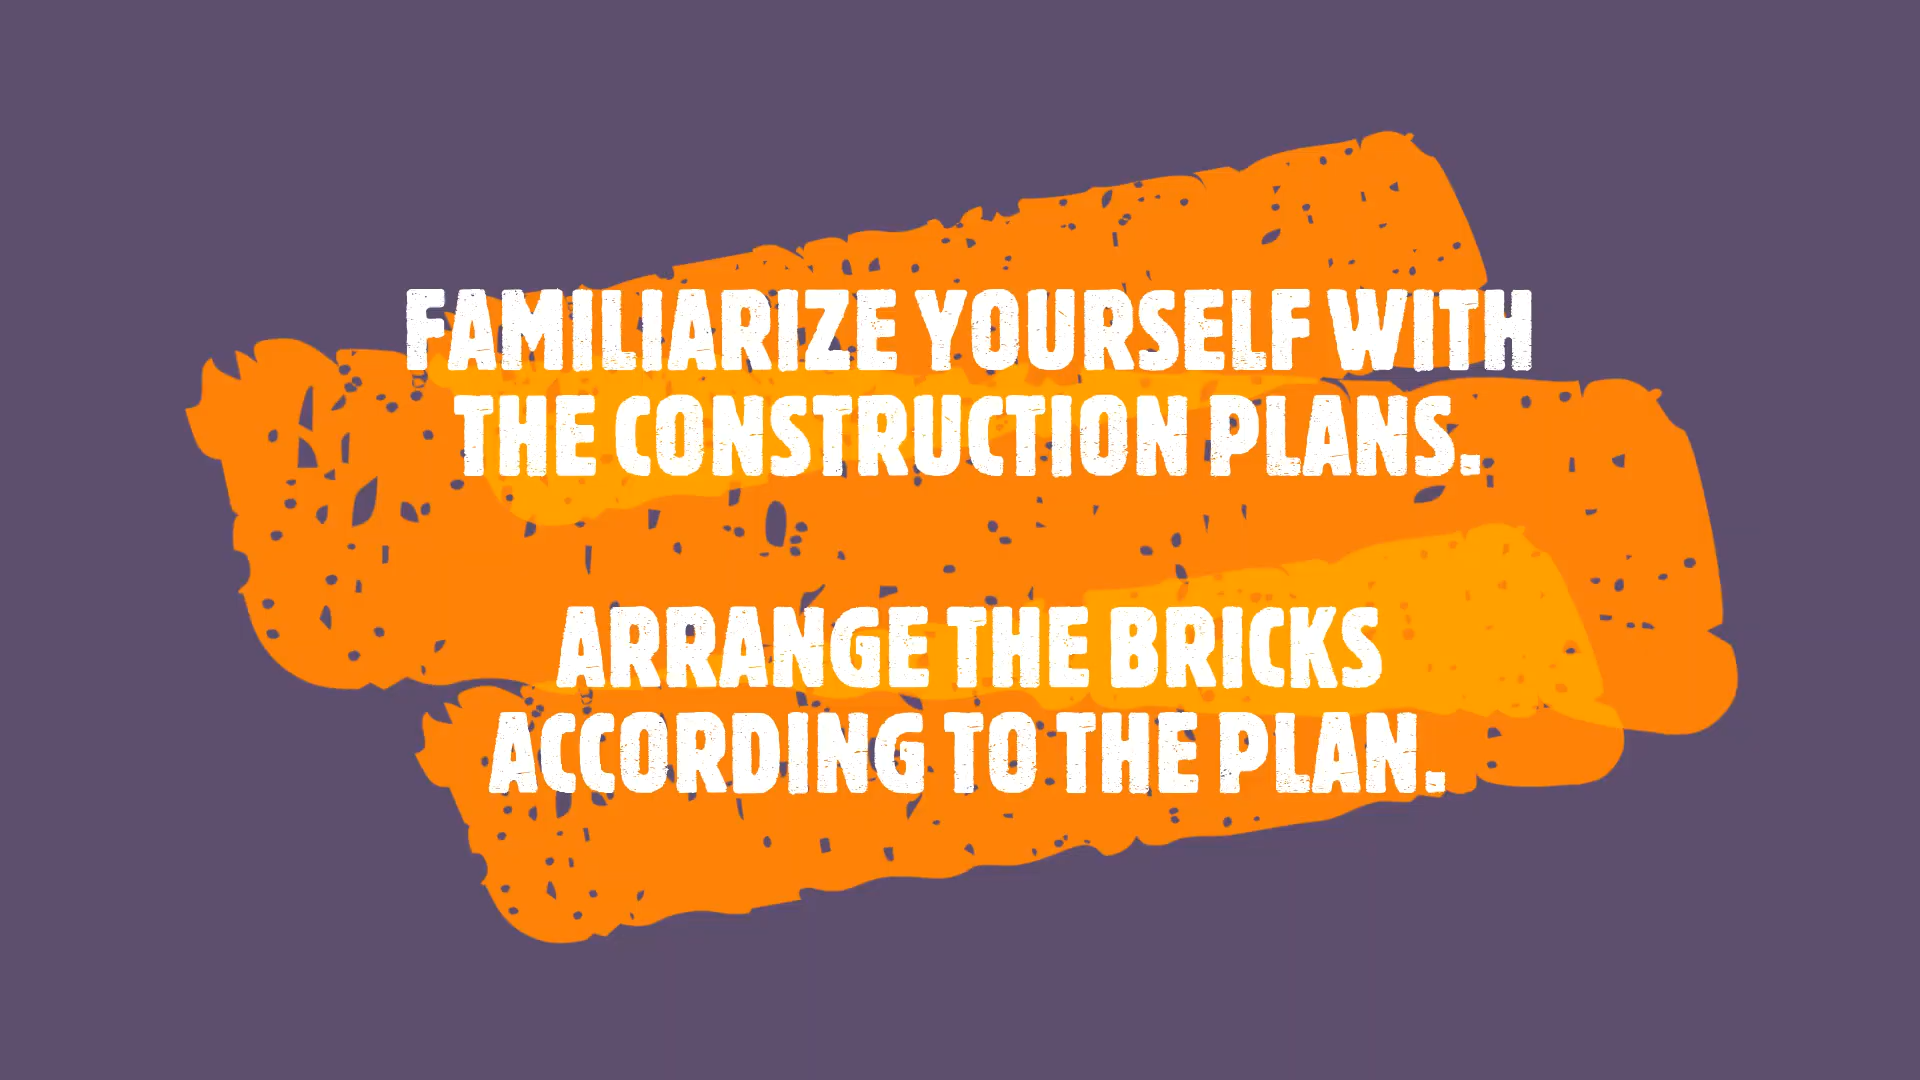 FAMILIARIZE YOURSELF WITH
THE CONSTRUCTION PLANS.
ARRANGE THE BRICKS
ACCORDING TO THE PLAN.